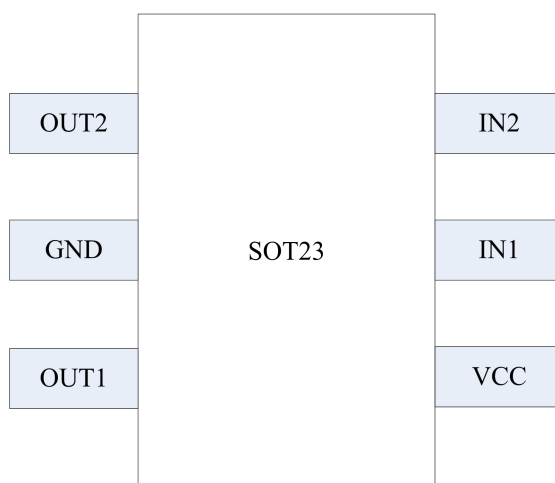 OUT2
IN2
GND
SOT23
IN1
OUT1
VCC